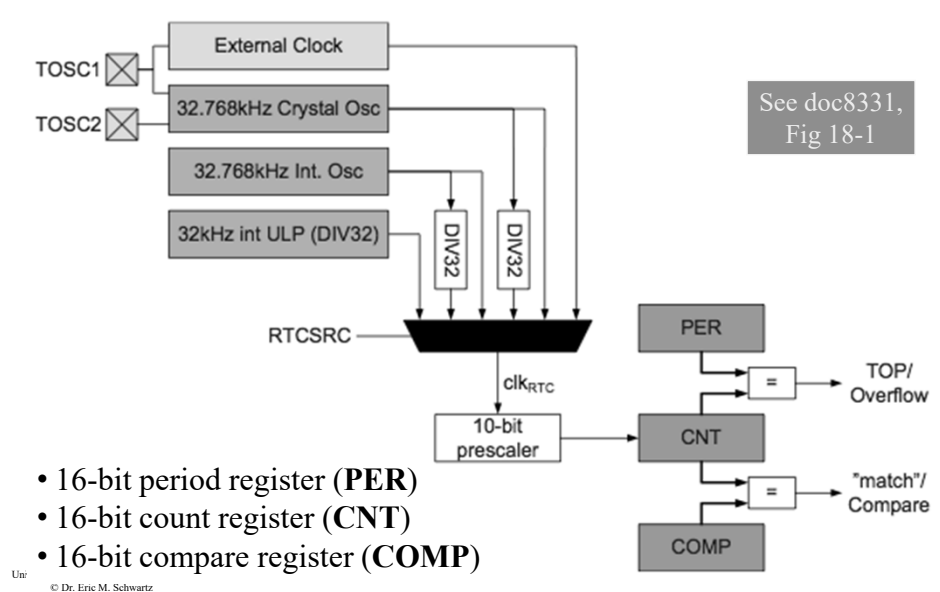 External Clock
TOSC1
32.768kHz Crystal Osc
TOSC2
See doc8331,
Fig 18-1
32.768kHz Int. Osc
32kHz int ULP (DIV32)
DIV32
DIV32
RTCSRC
PER
=
TOP/
Overflow
clkRTC
10-bit
prescaler
CNT
• 16-bit period register (PER)
• 16-bit count register (CNT)
• 16-bit compare register (COMP)
=
"match"/
Compare
COMP
© Dr. Eric M. Schwartz